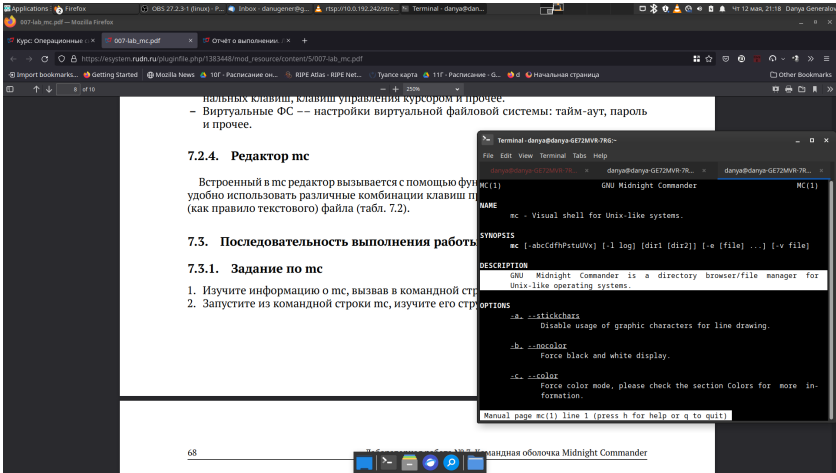 Applications
Firefox
OBS 27.2.3-1 (linux) - P...
Inbox - danugener@g...
rtsp://10.0.192.242/stre...
Terminal - danya@dan...
Чт 12 мая, 21:18 Danya Generalov
007-lab_mc.pdf — Mozilla Firefox
Курс: Операционные
007-lab_mc.pdf
Отчёт о выполнении.
https://esystem.rudn.ru/pluginfile.php/1383448/mod_resource/content/5/007-lab_mc.pdf
Import bookmarks...
Getting Started
Mozilla News
10Г - Расписание он...
RIPE Atlas - RIPE Net...
Туапсе карта
11Г - Расписание - G...
d
Начальная страница
Other Bookmarks
8 of 10
250%
нальных клавиш, клавиш управления курсором и прочее.
– Виртуальные ФС –– настройки виртуальной файловой системы: тайм-аут, пароль
и прочее.
7.2.4. Редактор mc
Встроенный в mc редактор вызывается с помощью фун
удобно использовать различные комбинации клавиш п
(как правило текстового) файла (табл. 7.2).
7.3. Последовательность выполнения работы
7.3.1. Задание по mc
1. Изучите информацию о mc, вызвав в командной стр
2. Запустите из командной строки mc, изучите его стру
68
Командная оболочка Midnight Commander
Terminal - danya@danya-GE72MVR-7RG:~
File Edit View Terminal Tabs Help
danya@danya-GE72MVR-7R...
danya@danya-GE72MVR-7R...
danya@danya-GE72MVR-7R...
MC(1) GNU Midnight Commander MC(1)
NAME
mc - Visual shell for Unix-like systems.
SYNOPSIS
mc [-abcCdfhPstuUVx] [-l log] [dir1 [dir2]] [-e [file] ...] [-v file]
DESCRIPTION
GNU Midnight Commander is a directory browser/file manager for
Unix-like operating systems.
OPTIONS
-a, --stickchars
Disable usage of graphic characters for line drawing.
-b, --nocolor
Force black and white display.
-c, --color
Force color mode, please check the section Colors for more in-
formation.
Manual page mc(1) line 1 (press h for help or q to quit)